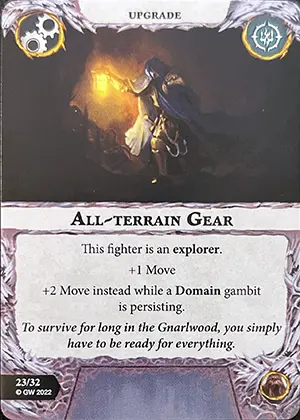 UPGRADE
ALL-TERRAIN GEAR
This fighter is an explorer.
+1 Move
+2 Move instead while a Domain gambit
is persisting.
To survive for long in the Gnarlwood, you simply
have to be ready for everything.
23/32
© GW 2022